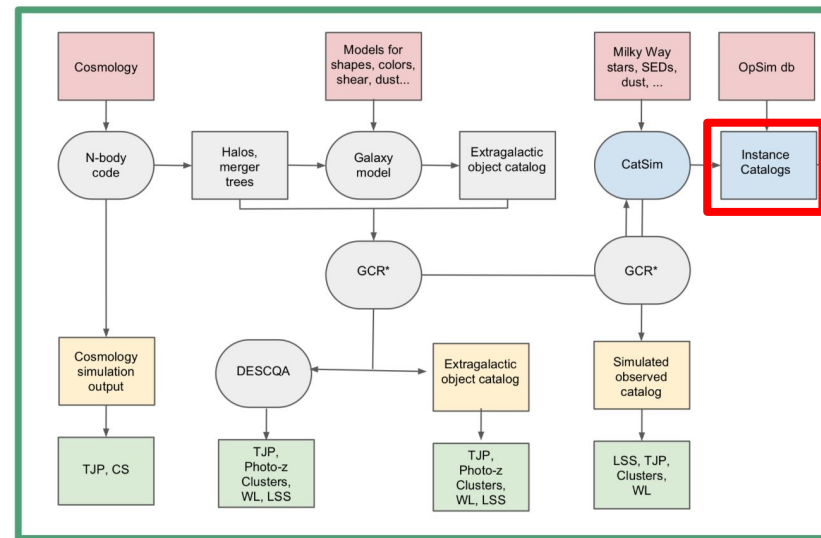 Cosmology
Models for
shapes, colors,
shear, dust...
Milky Way
stars, SEDs,
dust, ...
OpSim db
N-body
code
Halos,
merger
trees
Galaxy
model
Extragalactic
object catalog
CatSim
Instance
Catalogs
GCR*
GCR*
Cosmology
simulation
output
DESCQA
Extragalactic
object catalog
Simulated
observed
catalog
TJP, CS
TJP,
Photo-z
Clusters,
WL, LSS
TJP,
Photo-z
Clusters,
WL, LSS
LSS, TJP,
Clusters,
WL